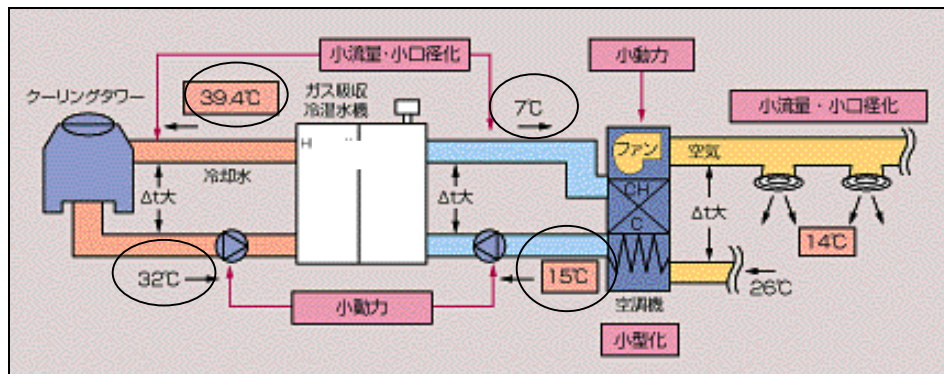 小流量・小口径化
小動力
クーリングタワー
39.4℃
ガス吸収
冷温水機
7℃
小流量・小口径化
H
ファン
空気
冷却水
Δt大
Δt大
CH
C
Δt大
14℃
32℃
15℃
26℃
小動力
空調機
小型化